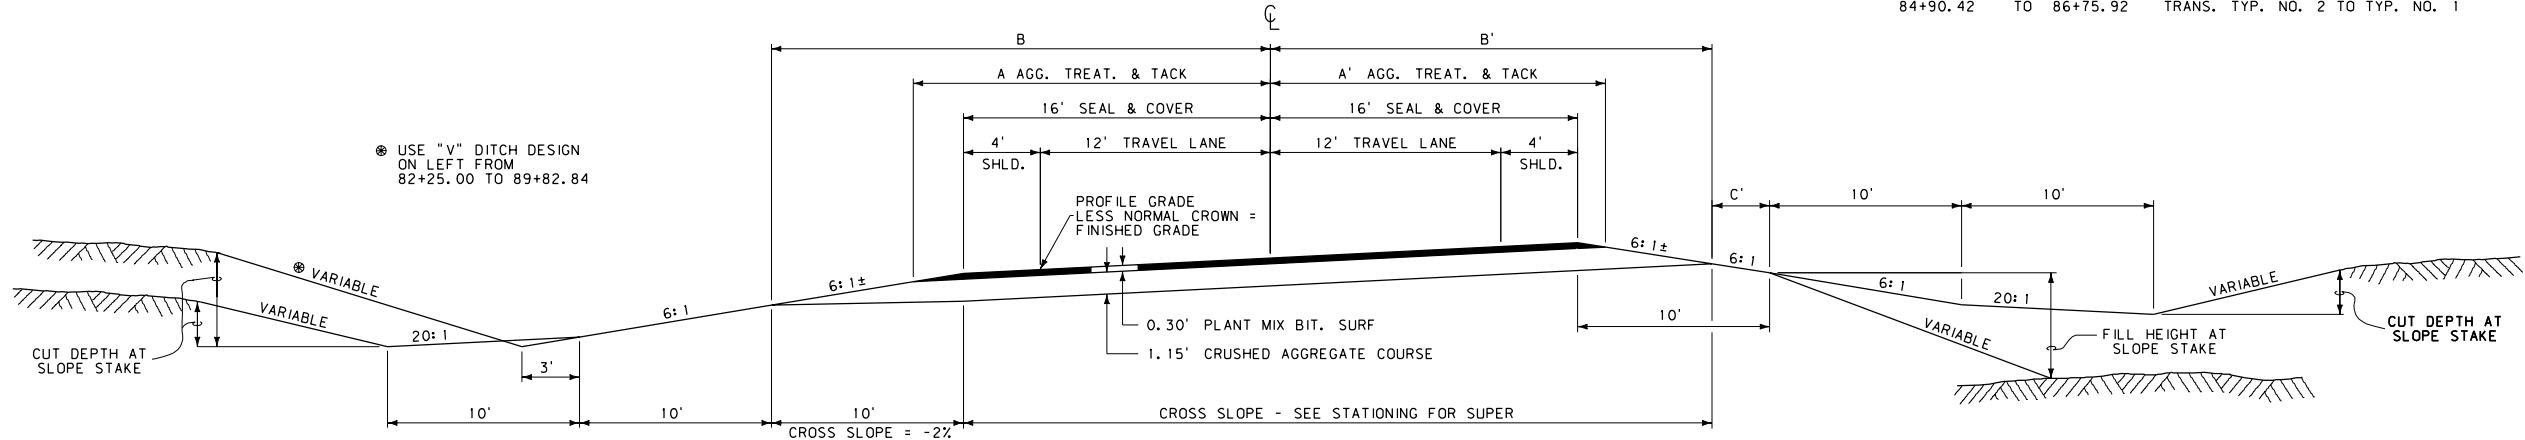 84+90.42 TO 86+75.92 TRANS. TYP. NO. 2 TO TYP. NO. 1
℄
B
B'
A AGG. TREAT. & TACK
A' AGG. TREAT. & TACK
16' SEAL & COVER
16' SEAL & COVER
4'
SHLD.
12' TRAVEL LANE
12' TRAVEL LANE
4'
SHLD.
⊛ USE "V" DITCH DESIGN
ON LEFT FROM
82+25.00 TO 89+82.84
PROFILE GRADE
LESS NORMAL CROWN =
FINISHED GRADE
C'
10'
10'
⊛ VARIABLE
VARIABLE
20:1
6:1
6:1±
6:1±
6:1
6:1
20:1
VARIABLE
VARIABLE
CUT DEPTH AT
SLOPE STAKE
0.30' PLANT MIX BIT. SURF
1.15' CRUSHED AGGREGATE COURSE
10'
FILL HEIGHT AT
SLOPE STAKE
CUT DEPTH AT
SLOPE STAKE
3'
10'
10'
10'
CROSS SLOPE = -2%
CROSS SLOPE - SEE STATIONING FOR SUPER